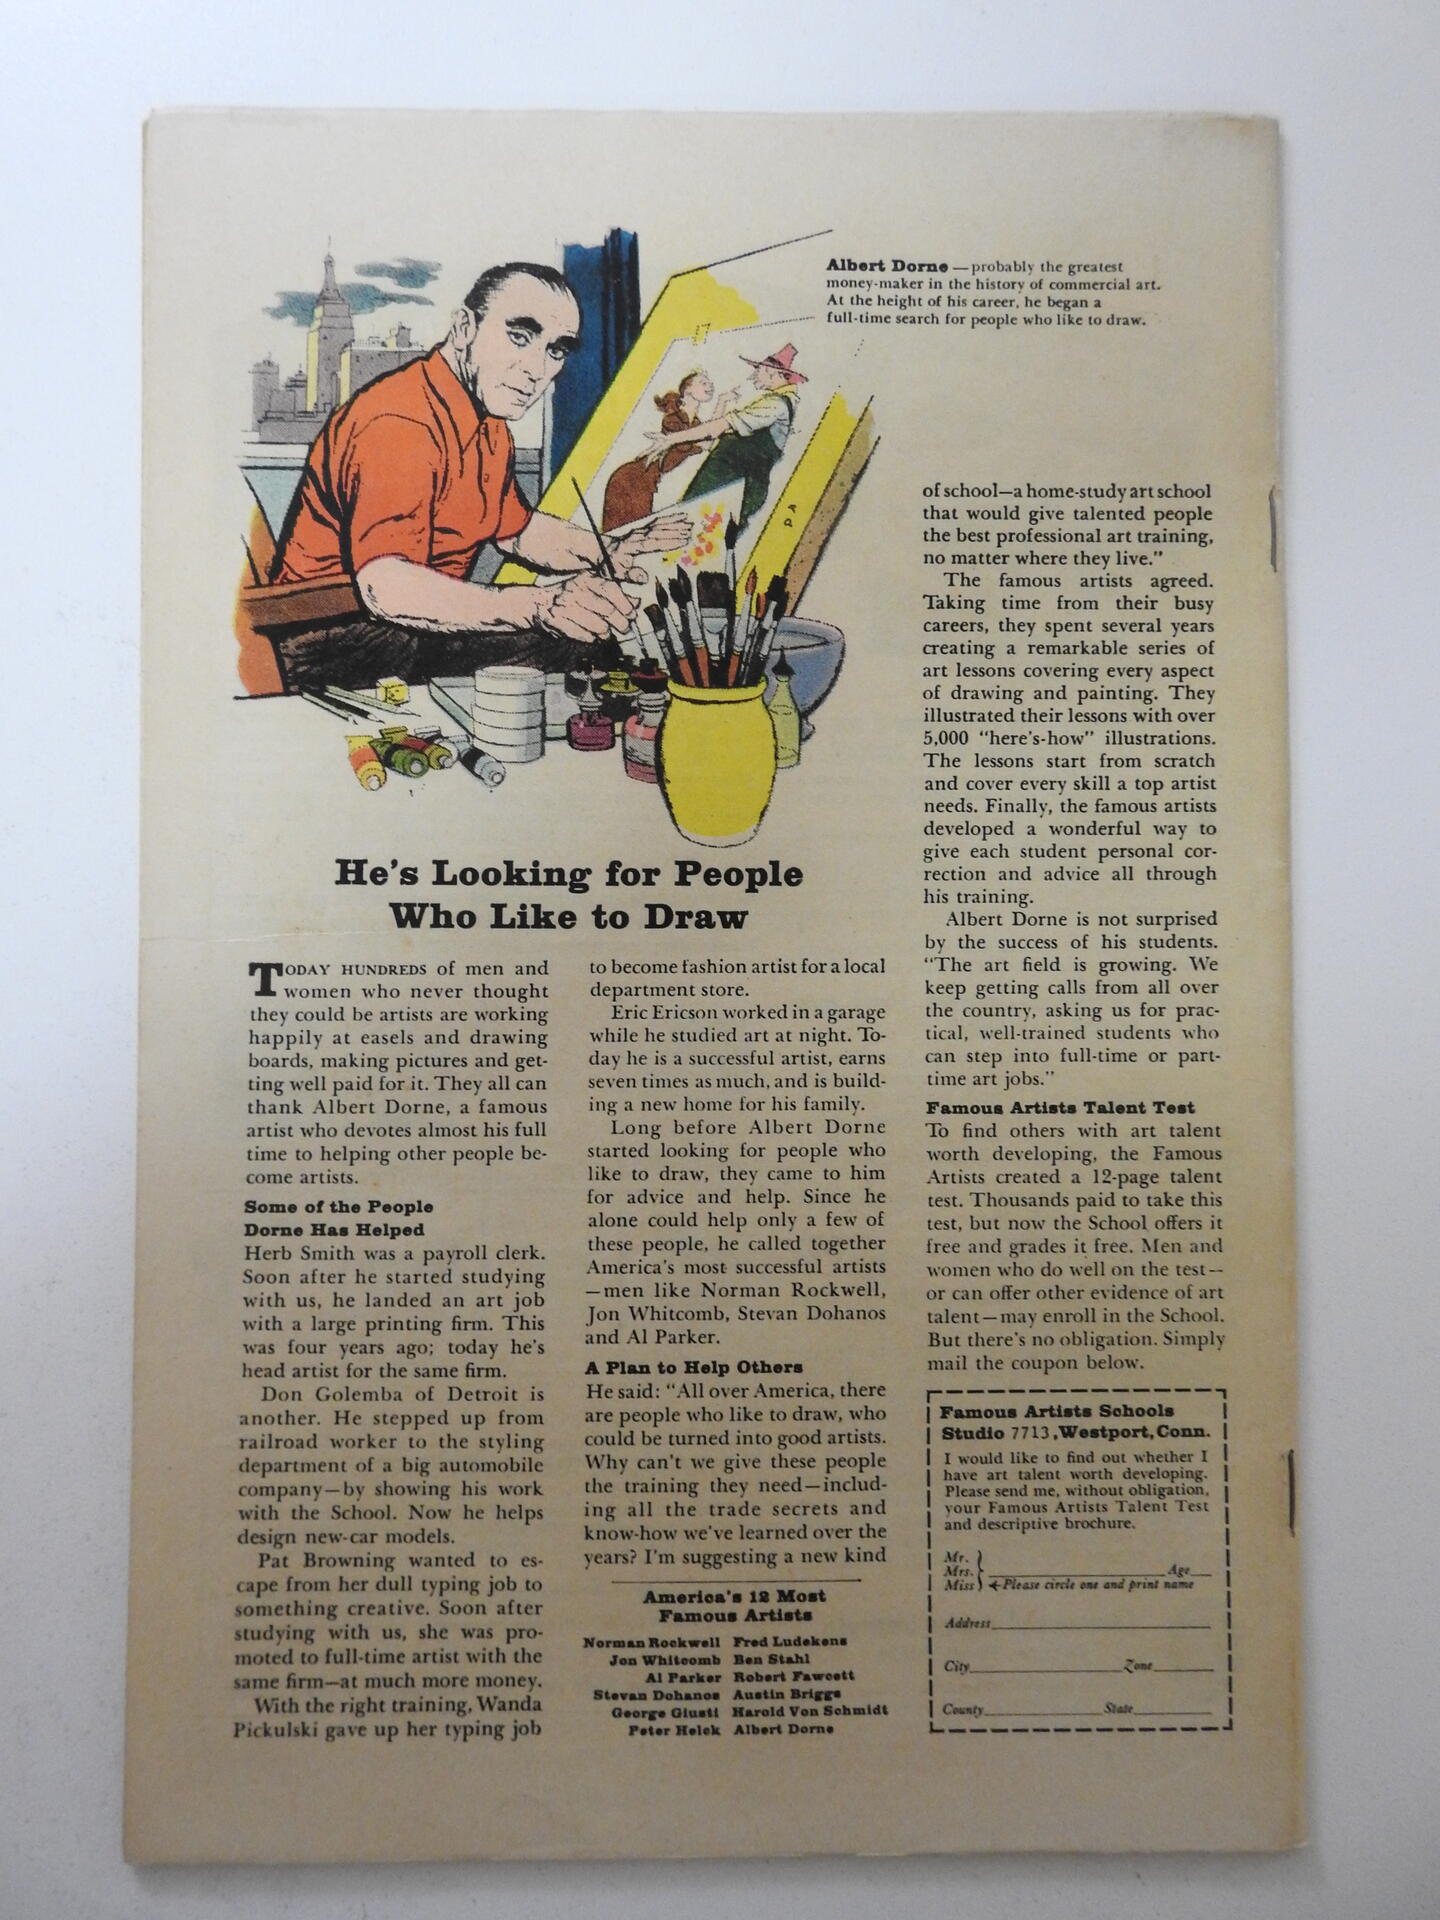 Albert Dorne — probably the greatest
money-maker in the history of commercial art.
At the height of his career, he began a
full-time search for people who like to draw.
He's Looking for People
Who Like to Draw
TODAY HUNDREDS of men and
women who never thought
they could be artists are working
happily at easels and drawing
boards, making pictures and get-
ting well paid for it. They all can
thank Albert Dorne, a famous
artist who devotes almost his full
time to helping other people be-
come artists.
Some of the People
Dorne Has Helped
Herb Smith was a payroll clerk.
Soon after he started studying
with us, he landed an art job
with a large printing firm. This
was four years ago; today he's
head artist for the same firm.
Don Golemba of Detroit is
another. He stepped up from
railroad worker to the styling
department of a big automobile
company—by showing his work
with the School. Now he helps
design new-car models.
Pat Browning wanted to es-
cape from her dull typing job to
something creative. Soon after
studying with us, she was pro-
moted to full-time artist with the
same firm—at much more money.
With the right training, Wanda
Pickulski gave up her typing job
to become fashion artist for a local
department store.
Eric Ericson worked in a garage
while he studied art at night. To-
day he is a successful artist, earns
seven times as much, and is build-
ing a new home for his family.
Long before Albert Dorne
started looking for people who
like to draw, they came to him
for advice and help. Since he
alone could help only a few of
these people, he called together
America's most successful artists
—men like Norman Rockwell,
Jon Whitcomb, Stevan Dohanos
and Al Parker.
A Plan to Help Others
He said: "All over America, there
are people who like to draw, who
could be turned into good artists.
Why can't we give these people
the training they need—includ-
ing all the trade secrets and
know-how we've learned over the
years? I'm suggesting a new kind
America's 12 Most
Famous Artists
Norman Rockwell Fred Ludekens
Jon Whitcomb Ben Stahl
Al Parker Robert Fawcett
Stevan Dohanos Austin Briggs
George Giusti Harold Von Schmidt
Peter Helck Albert Dorne
of school—a home-study art school
that would give talented people
the best professional art training,
no matter where they live."
The famous artists agreed.
Taking time from their busy
careers, they spent several years
creating a remarkable series of
art lessons covering every aspect
of drawing and painting. They
illustrated their lessons with over
5,000 "here's-how" illustrations.
The lessons start from scratch
and cover every skill a top artist
needs. Finally, the famous artists
developed a wonderful way to
give each student personal cor-
rection and advice all through
his training.
Albert Dorne is not surprised
by the success of his students.
"The art field is growing. We
keep getting calls from all over
the country, asking us for prac-
tical, well-trained students who
can step into full-time or part-
time art jobs."
Famous Artists Talent Test
To find others with art talent
worth developing, the Famous
Artists created a 12-page talent
test. Thousands paid to take this
test, but now the School offers it
free and grades it free. Men and
women who do well on the test—
or can offer other evidence of art
talent—may enroll in the School.
But there's no obligation. Simply
mail the coupon below.
Famous Artists Schools
Studio 7713, Westport, Conn.
I would like to find out whether I
have art talent worth developing.
Please send me, without obligation,
your Famous Artists Talent Test
and descriptive brochure.
Mr.
Mrs. Age
Miss Please circle one and print name
Address
City Zone
County State